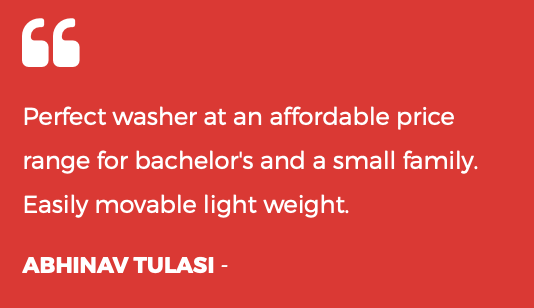 Perfect washer at an affordable price
range for bachelor's and a small family.
Easily movable light weight.
ABHINAV TULASI -